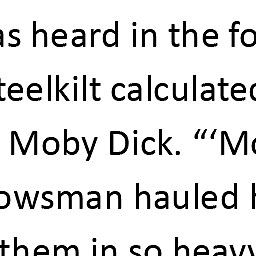 as heard in the fo
teelkilt calculated
Moby Dick. “‘Mo
owsman hauled h
them in so heavy